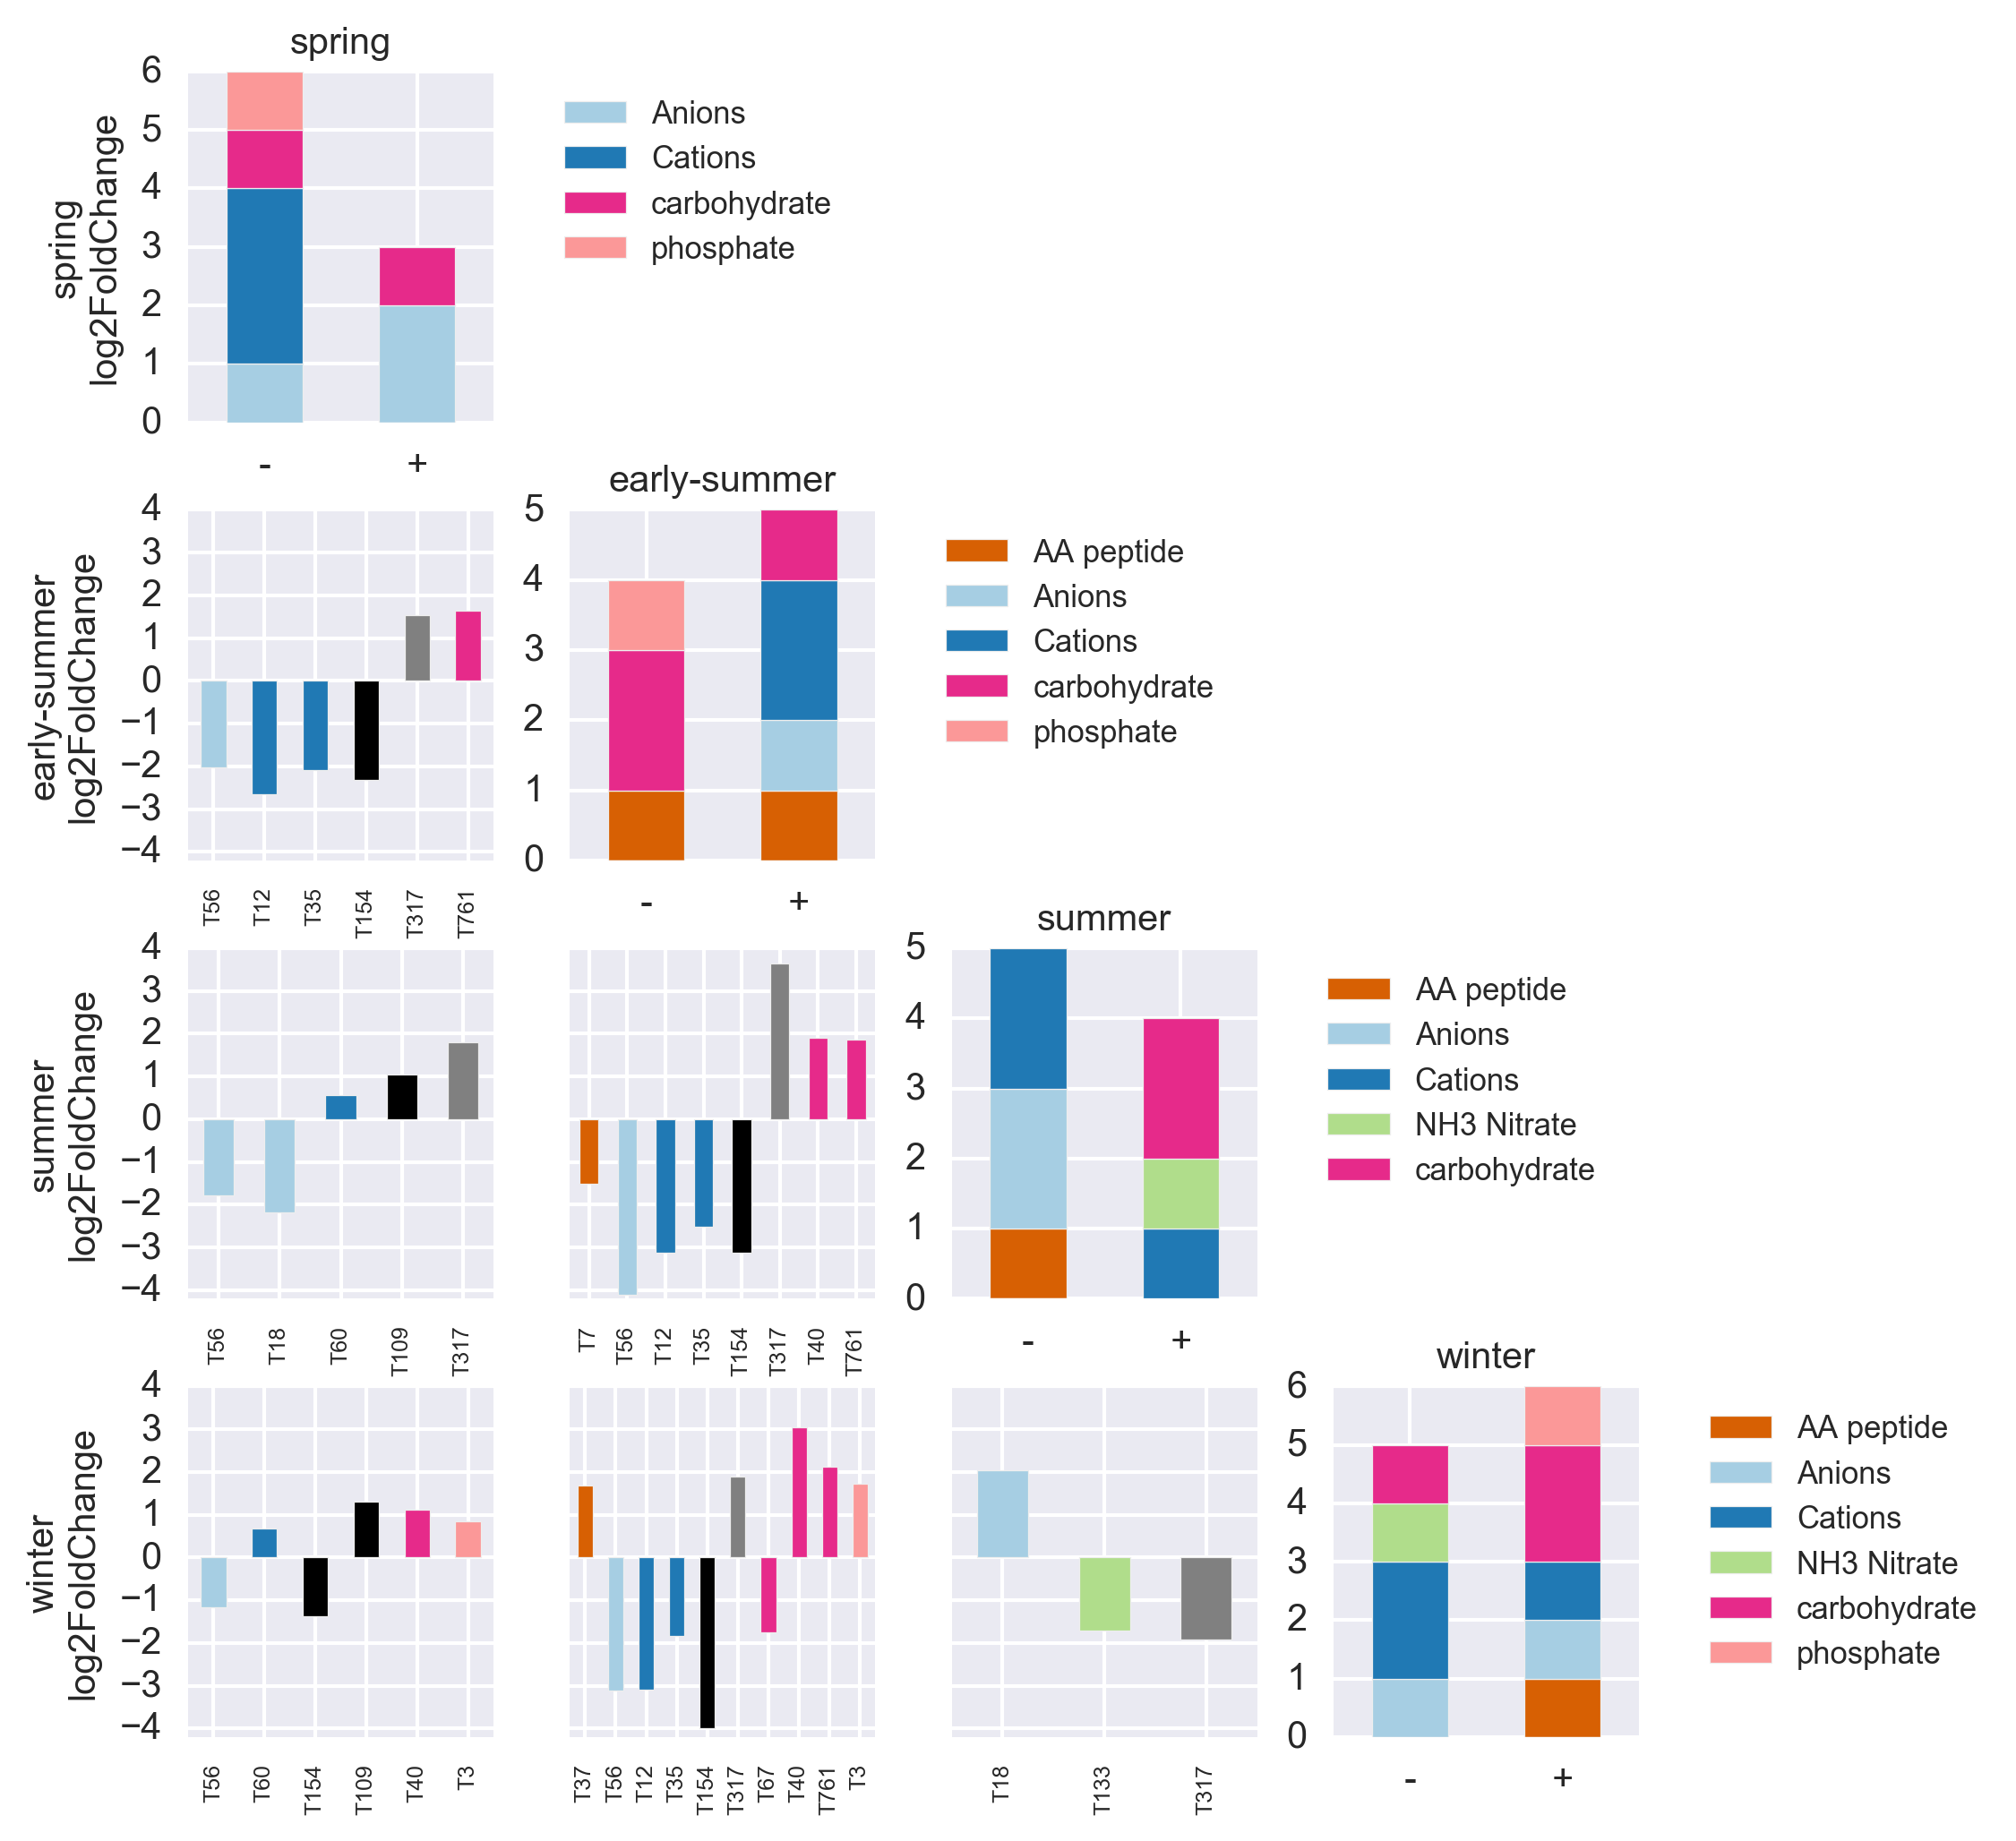 spring
6
5
4
3
2
1
0
spring
log2FoldChange
- +
Anions
Cations
carbohydrate
phosphate
4
3
2
1
0
−1
−2
−3
−4
early-summer
log2FoldChange
T56 T12 T35 T154 T317 T761
early-summer
5
4
3
2
1
0
- +
AA peptide
Anions
Cations
carbohydrate
phosphate
4
3
2
1
0
−1
−2
−3
−4
summer
log2FoldChange
T56 T18 T60 T109 T317
T7 T56 T12 T35 T154 T317 T40 T761
summer
5
4
3
2
1
0
- +
AA peptide
Anions
Cations
NH3 Nitrate
carbohydrate
4
3
2
1
0
−1
−2
−3
−4
winter
log2FoldChange
T56 T60 T154 T109 T40 T3
T37 T56 T12 T35 T154 T317 T67 T40 T761 T3
T18 T133 T317
winter
6
5
4
3
2
1
0
- +
AA peptide
Anions
Cations
NH3 Nitrate
carbohydrate
phosphate